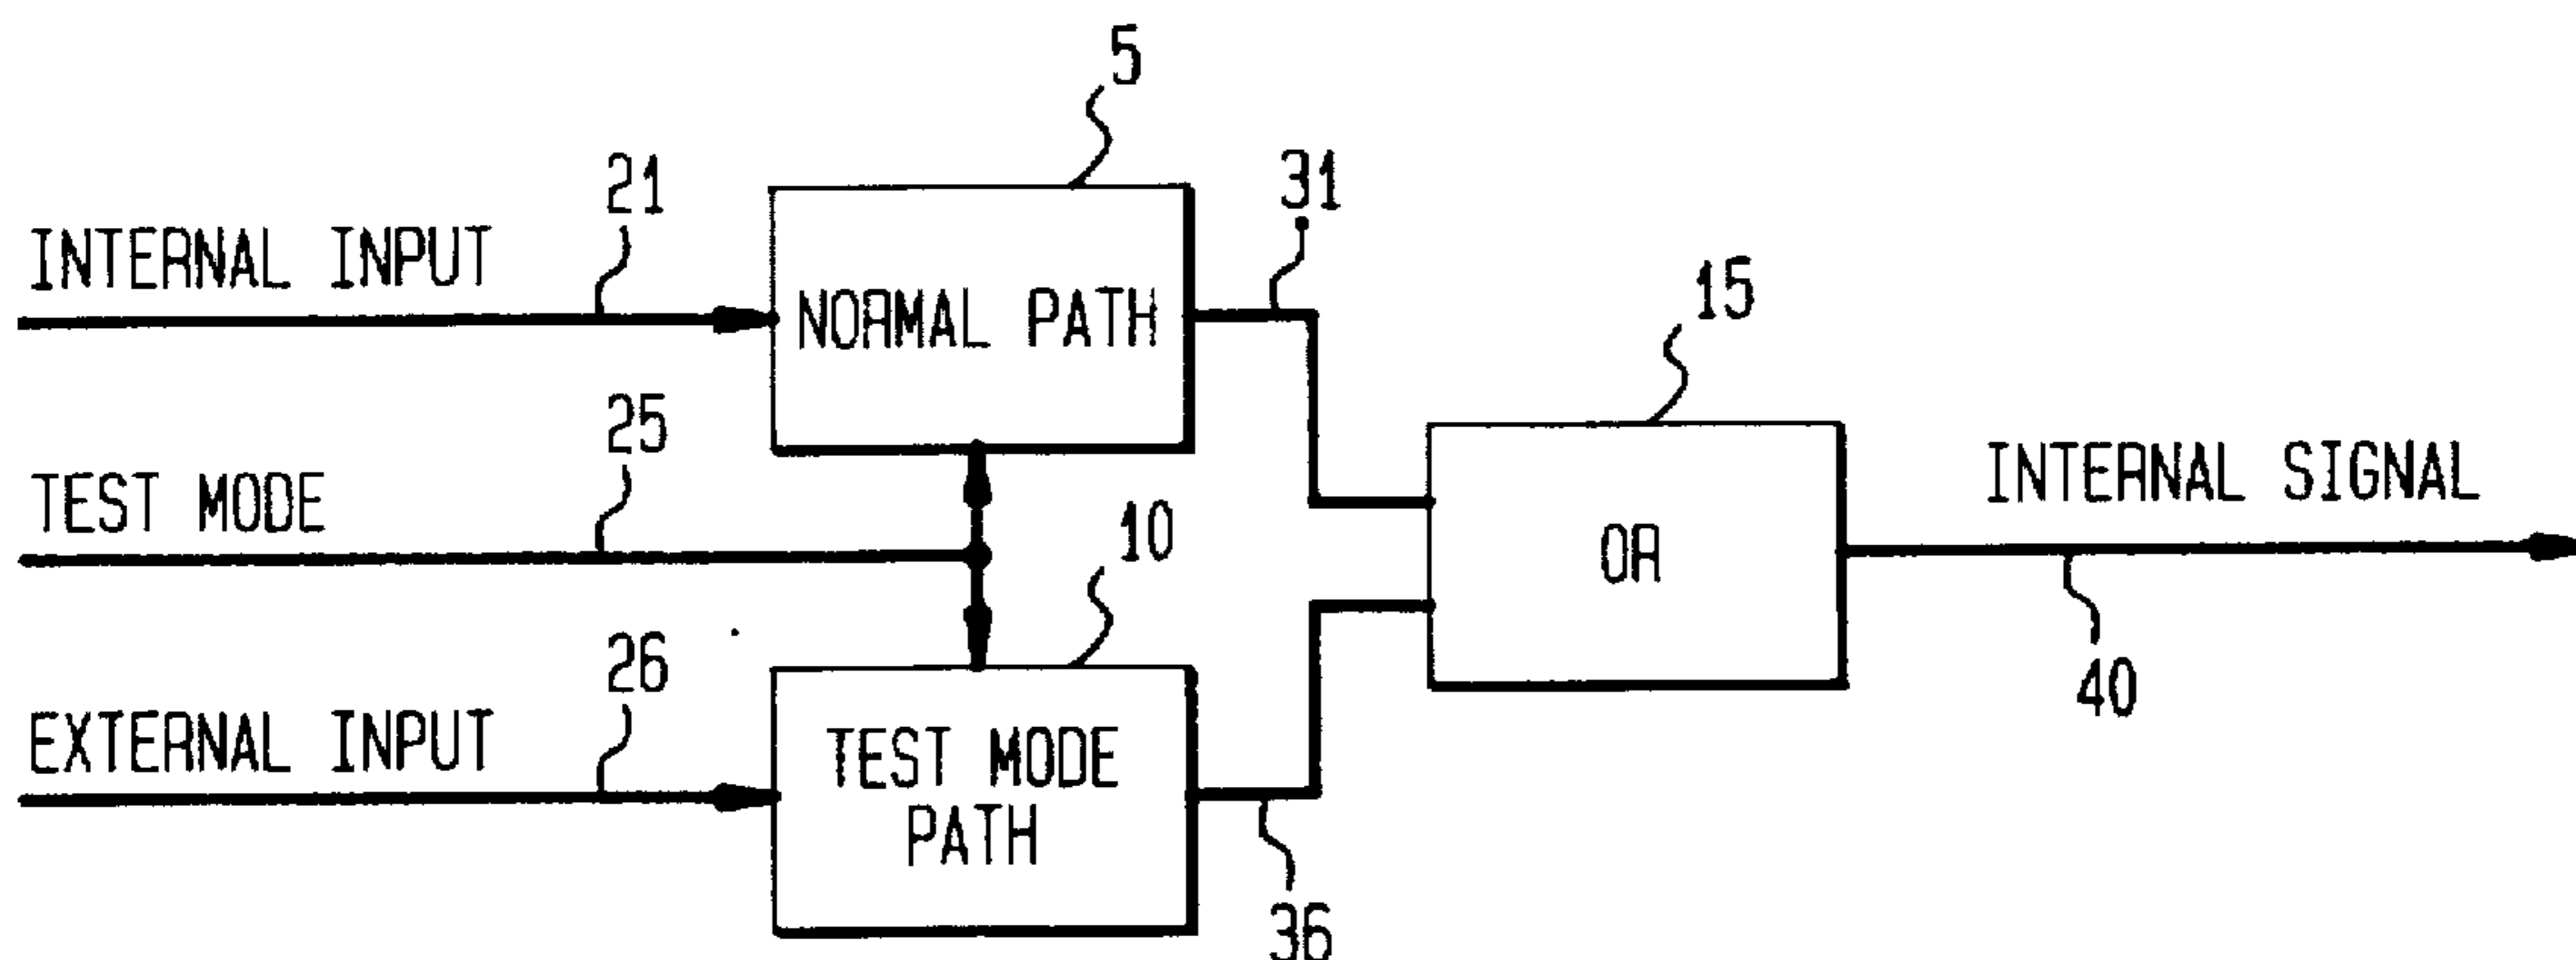 5
21
31
INTERNAL INPUT
NORMAL PATH
15
25
TEST MODE
10
OR
INTERNAL SIGNAL
26
40
EXTERNAL INPUT
TEST MODE
PATH
36